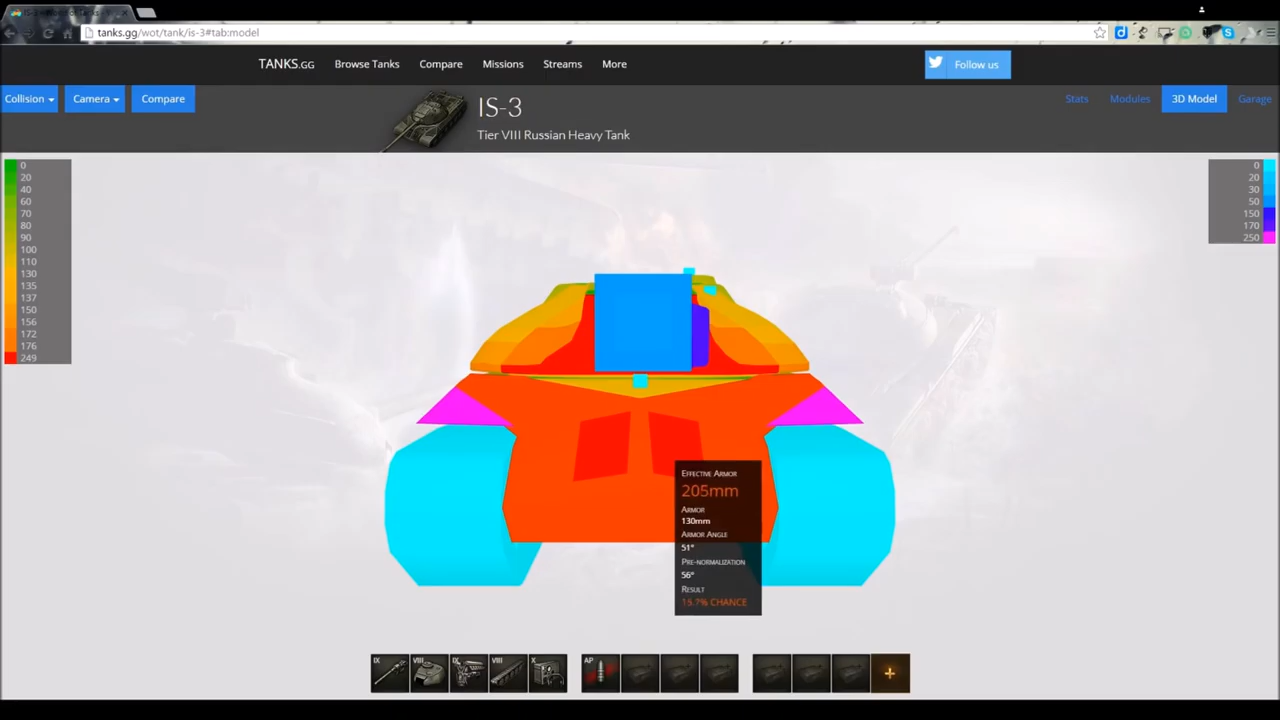 tanks.gg/wot/tank/is-3#tab:model
TANKS.GG Browse Tanks Compare Missions Streams More Follow us
Collision Camera Compare
IS-3
Tier VIII Russian Heavy Tank
Stats Modules 3D Model Garage
0
20
40
60
70
80
90
100
110
130
135
137
150
156
172
176
249
0
20
30
50
150
170
250
EFFECTIVE ARMOR
205mm
ARMOR
130mm
ARMOR ANGLE
51°
PRE-NORMALIZATION
56°
RESULT
15.7% CHANCE
IX VIII IX VIII X AP
+